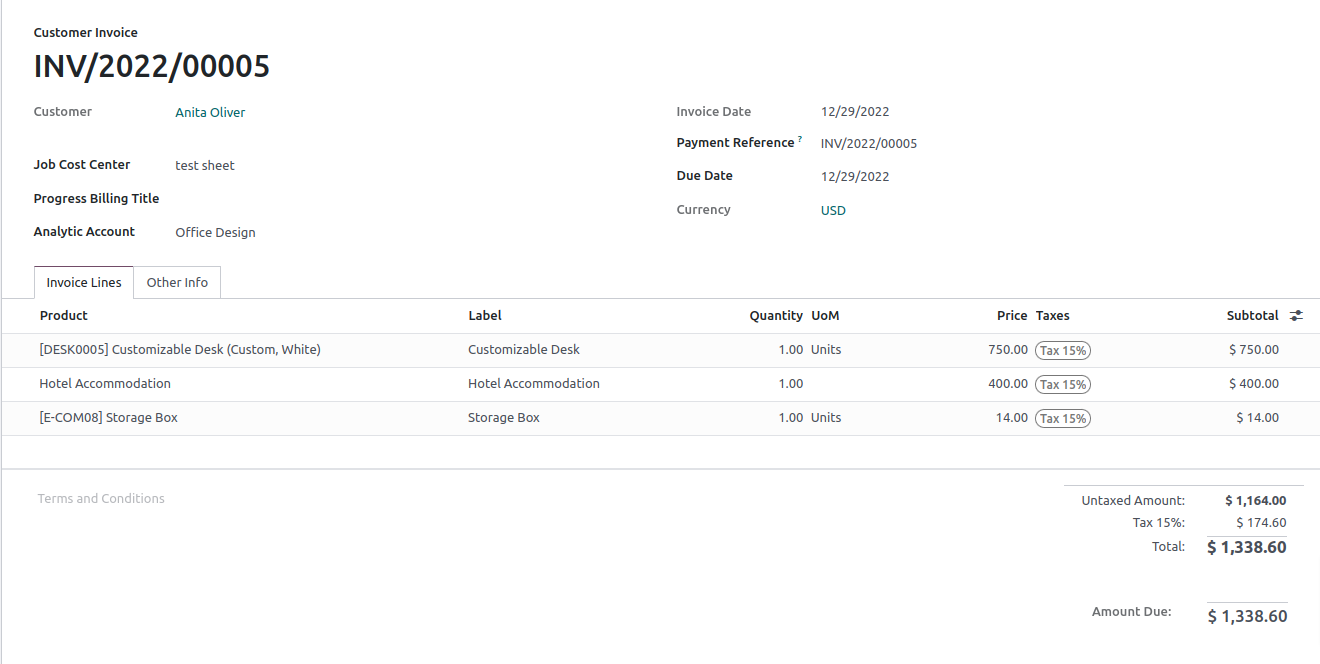 Customer Invoice
INV/2022/00005
Customer Anita Oliver
Invoice Date 12/29/2022
Payment Reference ? INV/2022/00005
Job Cost Center test sheet
Due Date 12/29/2022
Progress Billing Title
Currency USD
Analytic Account Office Design
Invoice Lines Other Info
Product Label Quantity UoM Price Taxes Subtotal
[DESK0005] Customizable Desk (Custom, White) Customizable Desk 1.00 Units 750.00 Tax 15% $ 750.00
Hotel Accommodation Hotel Accommodation 1.00 400.00 Tax 15% $ 400.00
[E-COM08] Storage Box Storage Box 1.00 Units 14.00 Tax 15% $ 14.00
Terms and Conditions
Untaxed Amount: $ 1,164.00
Tax 15%: $ 174.60
Total: $ 1,338.60
Amount Due: $ 1,338.60